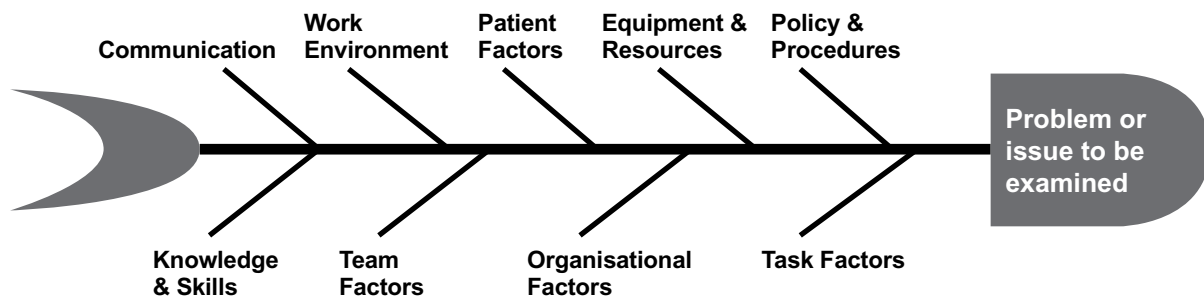 Communication
Work
Environment
Patient
Factors
Equipment &
Resources
Policy &
Procedures
Problem or
issue to be
examined
Knowledge
& Skills
Team
Factors
Organisational
Factors
Task Factors